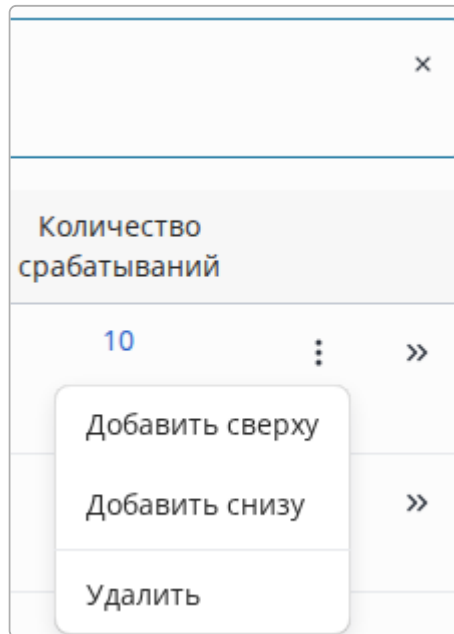 Количество
срабатываний
10
Добавить сверху
Добавить снизу
Удалить